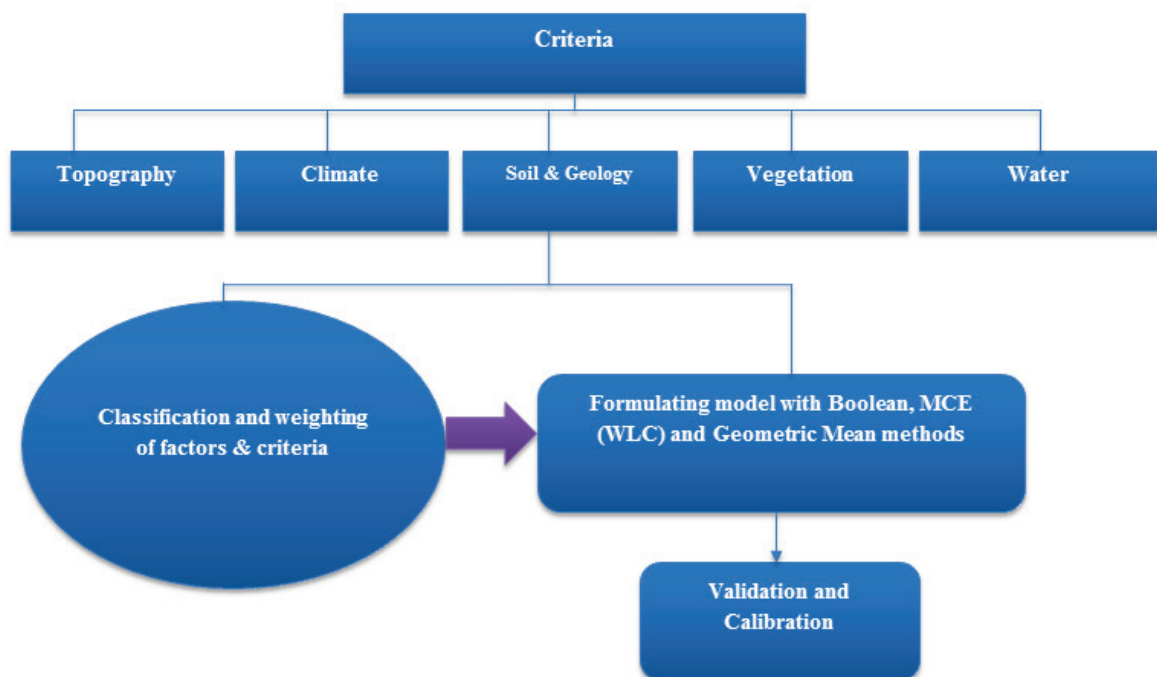 Criteria
Topography
Climate
Soil & Geology
Vegetation
Water
Classification and weighting
of factors & criteria
Formulating model with Boolean, MCE
(WLC) and Geometric Mean methods
Validation and
Calibration